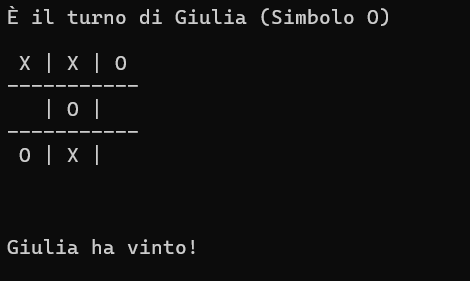 È il turno di Giulia (Simbolo O)
X | X | O
-----------
  | O |
-----------
O | X |
Giulia ha vinto!